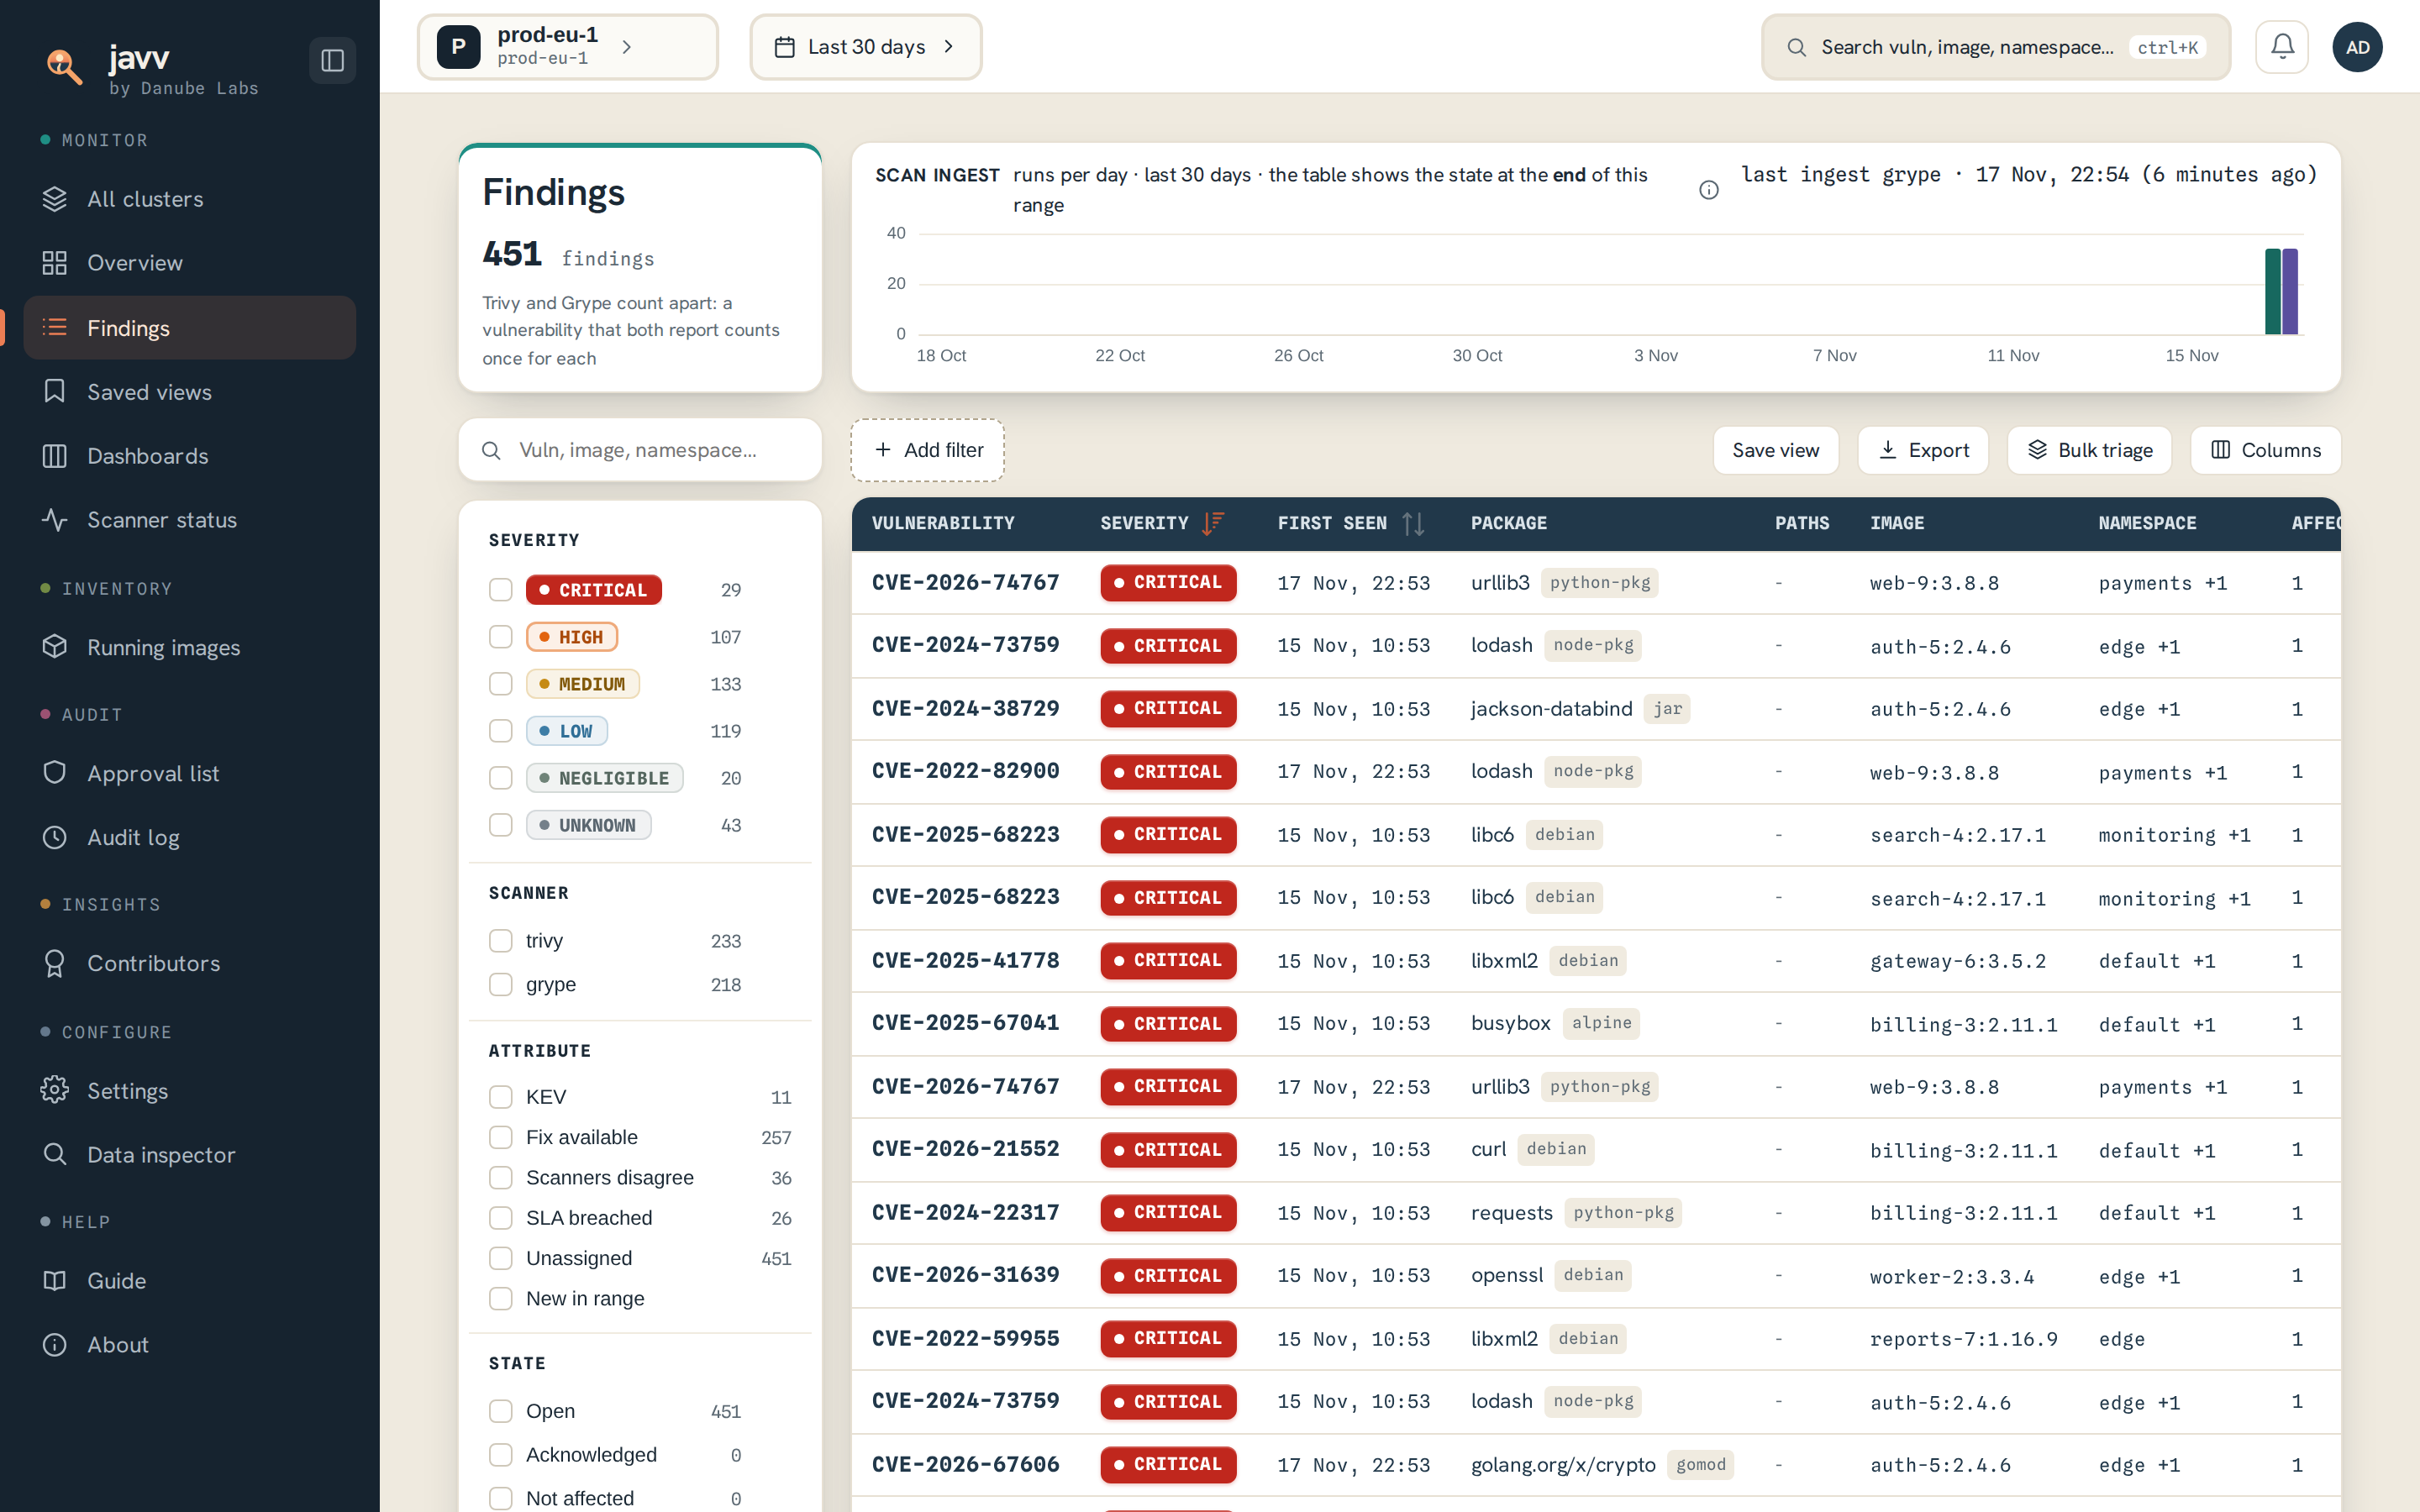 javv
by Danube Labs
MONITOR
All clusters
Overview
Findings
Saved views
Dashboards
Scanner status
INVENTORY
Running images
AUDIT
Approval list
Audit log
INSIGHTS
Contributors
CONFIGURE
Settings
Data inspector
HELP
Guide
About
P prod-eu-1
prod-eu-1
Last 30 days
Search vuln, image, namespace... ctrl+K
AD
Findings
451 findings
Trivy and Grype count apart: a
vulnerability that both report counts
once for each
SCAN INGEST runs per day · last 30 days · the table shows the state at the end of this
range
last ingest grype · 17 Nov, 22:54 (6 minutes ago)
40
20
0
18 Oct 22 Oct 26 Oct 30 Oct 3 Nov 7 Nov 11 Nov 15 Nov
Vuln, image, namespace...
Add filter
Save view Export Bulk triage Columns
SEVERITY
CRITICAL 29
HIGH 107
MEDIUM 133
LOW 119
NEGLIGIBLE 20
UNKNOWN 43
SCANNER
trivy 233
grype 218
ATTRIBUTE
KEV 11
Fix available 257
Scanners disagree 36
SLA breached 26
Unassigned 451
New in range
STATE
Open 451
Acknowledged 0
Not affected 0
VULNERABILITY SEVERITY FIRST SEEN PACKAGE PATHS IMAGE NAMESPACE AFFEC
CVE-2026-74767 CRITICAL 17 Nov, 22:53 urllib3 python-pkg - web-9:3.8.8 payments +1 1
CVE-2024-73759 CRITICAL 15 Nov, 10:53 lodash node-pkg - auth-5:2.4.6 edge +1 1
CVE-2024-38729 CRITICAL 15 Nov, 10:53 jackson-databind jar - auth-5:2.4.6 edge +1 1
CVE-2022-82900 CRITICAL 17 Nov, 22:53 lodash node-pkg - web-9:3.8.8 payments +1 1
CVE-2025-68223 CRITICAL 15 Nov, 10:53 libc6 debian - search-4:2.17.1 monitoring +1 1
CVE-2025-68223 CRITICAL 15 Nov, 10:53 libc6 debian - search-4:2.17.1 monitoring +1 1
CVE-2025-41778 CRITICAL 15 Nov, 10:53 libxml2 debian - gateway-6:3.5.2 default +1 1
CVE-2025-67041 CRITICAL 15 Nov, 10:53 busybox alpine - billing-3:2.11.1 default +1 1
CVE-2026-74767 CRITICAL 17 Nov, 22:53 urllib3 python-pkg - web-9:3.8.8 payments +1 1
CVE-2026-21552 CRITICAL 15 Nov, 10:53 curl debian - billing-3:2.11.1 default +1 1
CVE-2024-22317 CRITICAL 15 Nov, 10:53 requests python-pkg - billing-3:2.11.1 default +1 1
CVE-2026-31639 CRITICAL 15 Nov, 10:53 openssl debian - worker-2:3.3.4 edge +1 1
CVE-2022-59955 CRITICAL 15 Nov, 10:53 libxml2 debian - reports-7:1.16.9 edge 1
CVE-2024-73759 CRITICAL 15 Nov, 10:53 lodash node-pkg - auth-5:2.4.6 edge +1 1
CVE-2026-67606 CRITICAL 17 Nov, 22:53 golang.org/x/crypto gomod - auth-5:2.4.6 edge +1 1